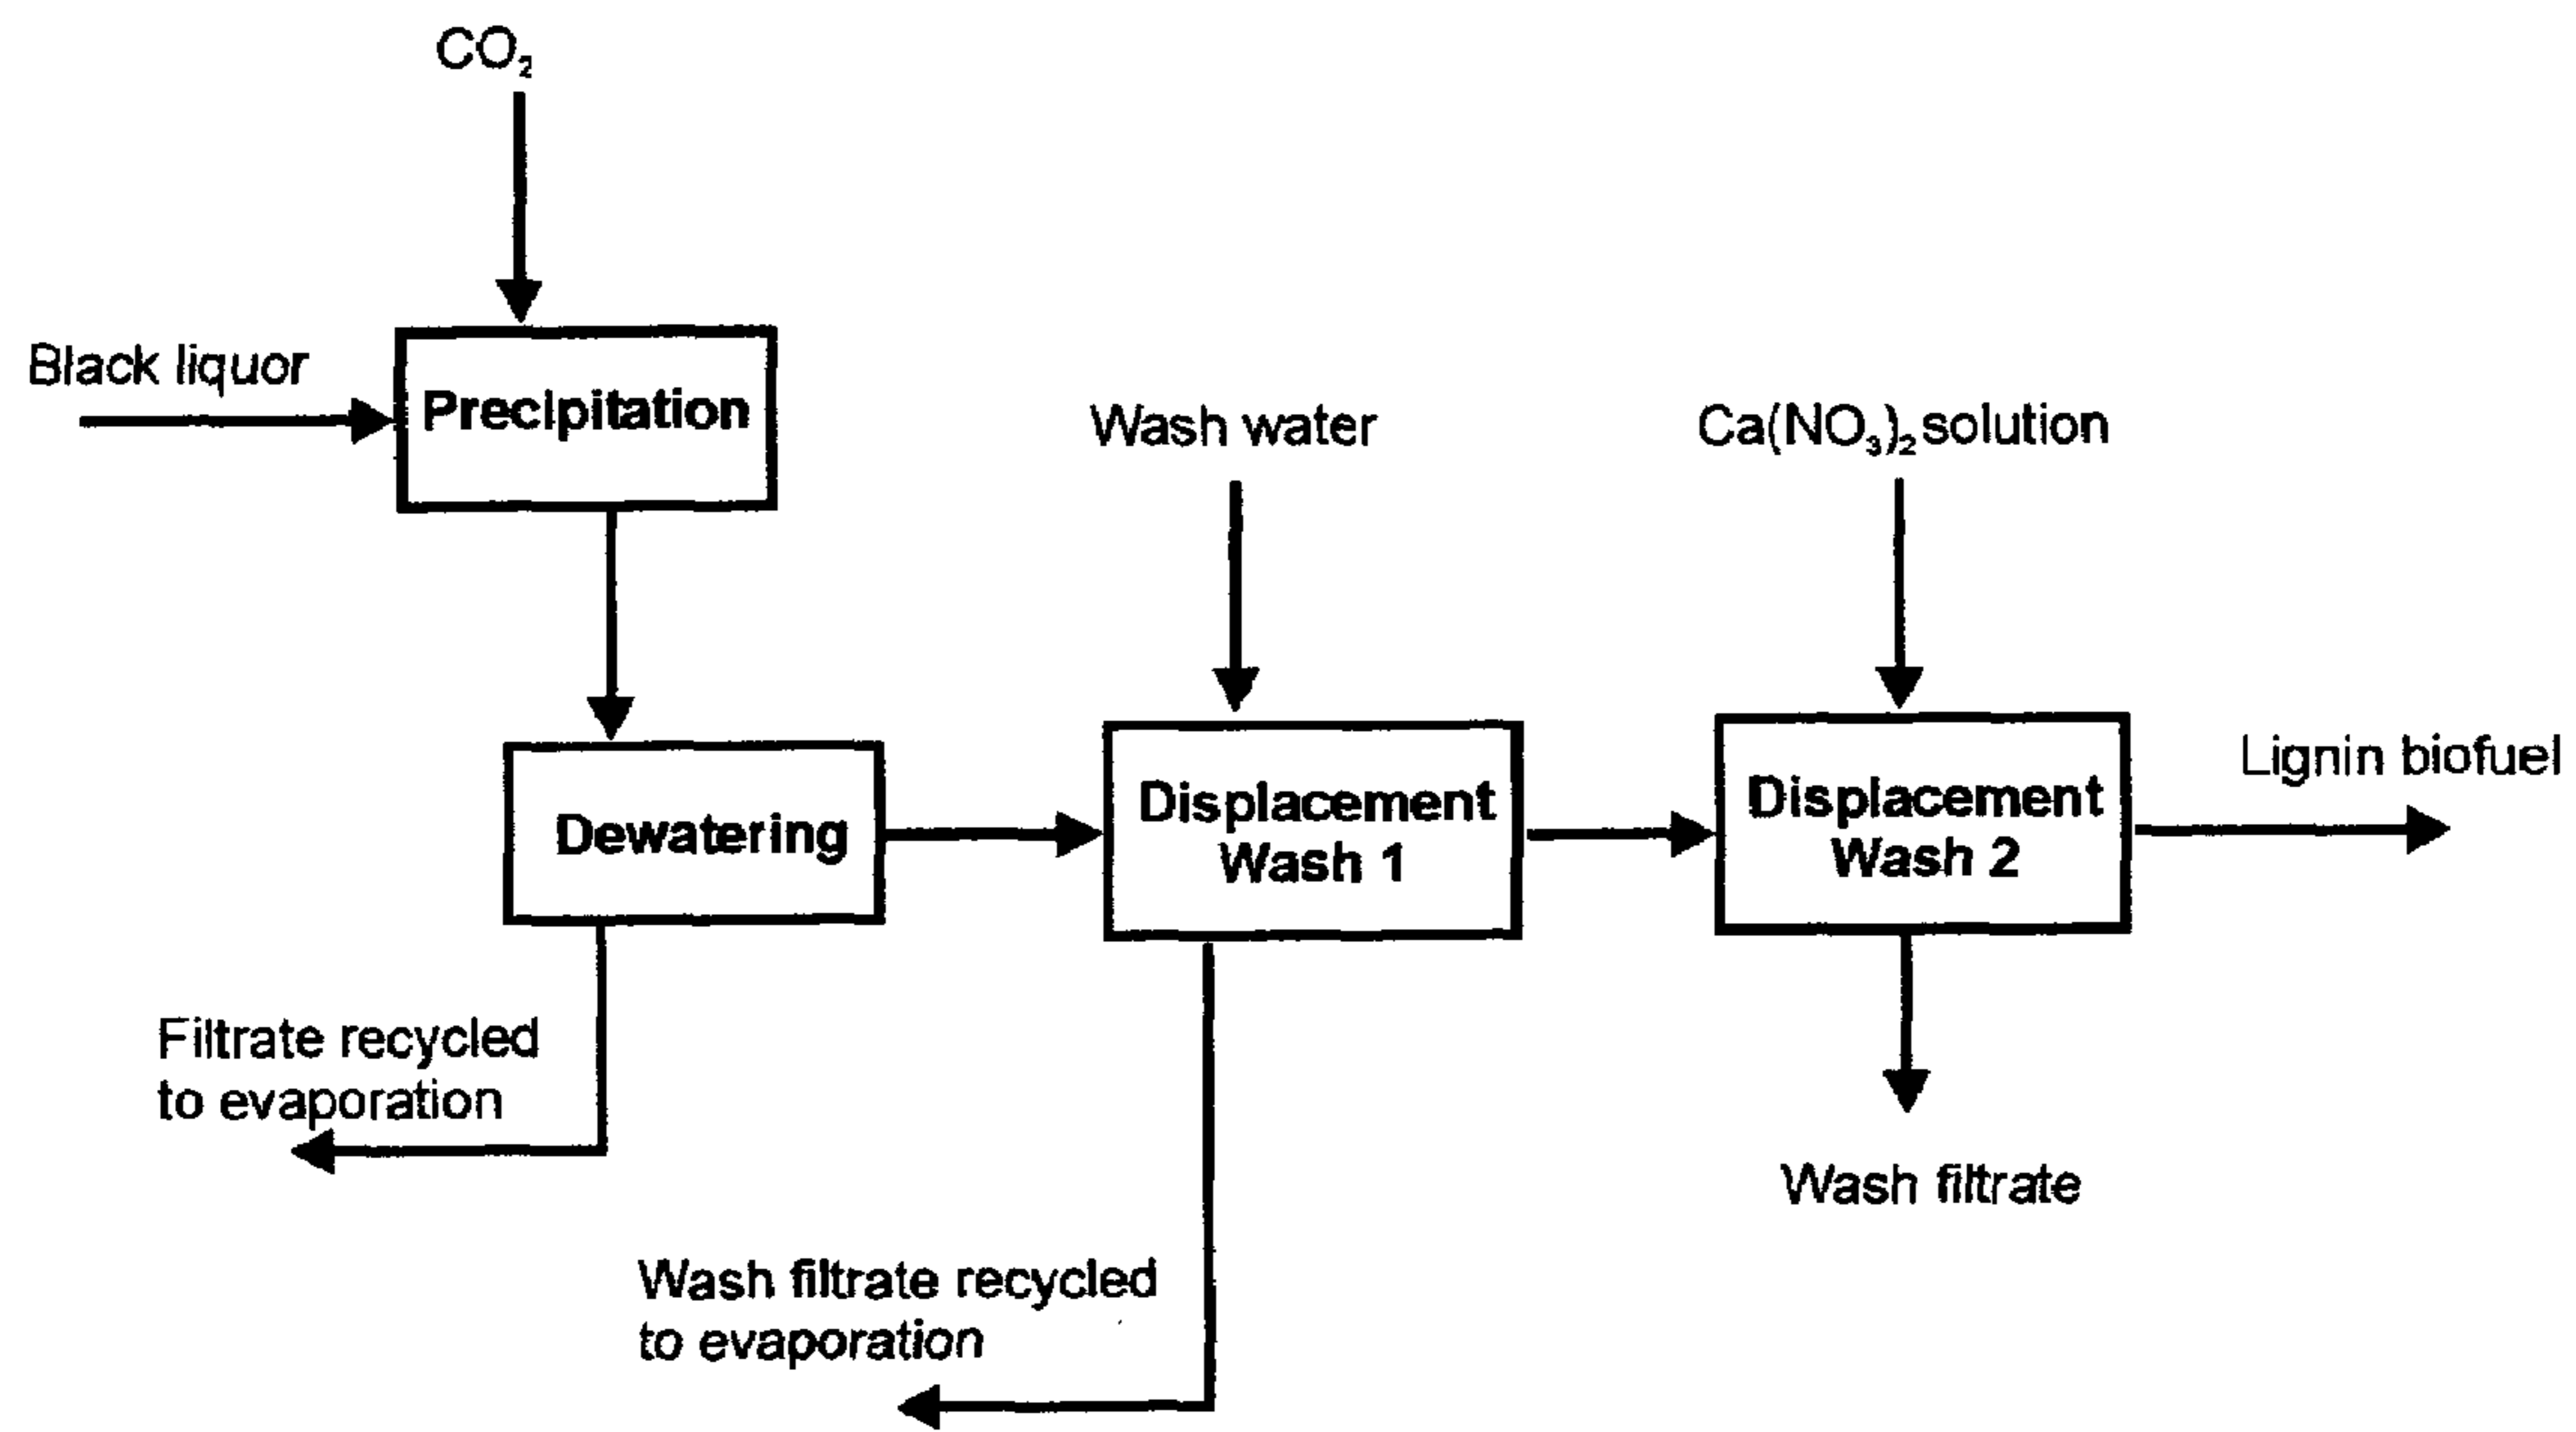 CO₂
Black liquor
Precipitation
Wash water
Ca(NO₃)₂ solution
Dewatering
Displacement
Wash 1
Displacement
Wash 2
Lignin biofuel
Filtrate recycled
to evaporation
Wash filtrate
Wash filtrate recycled
to evaporation